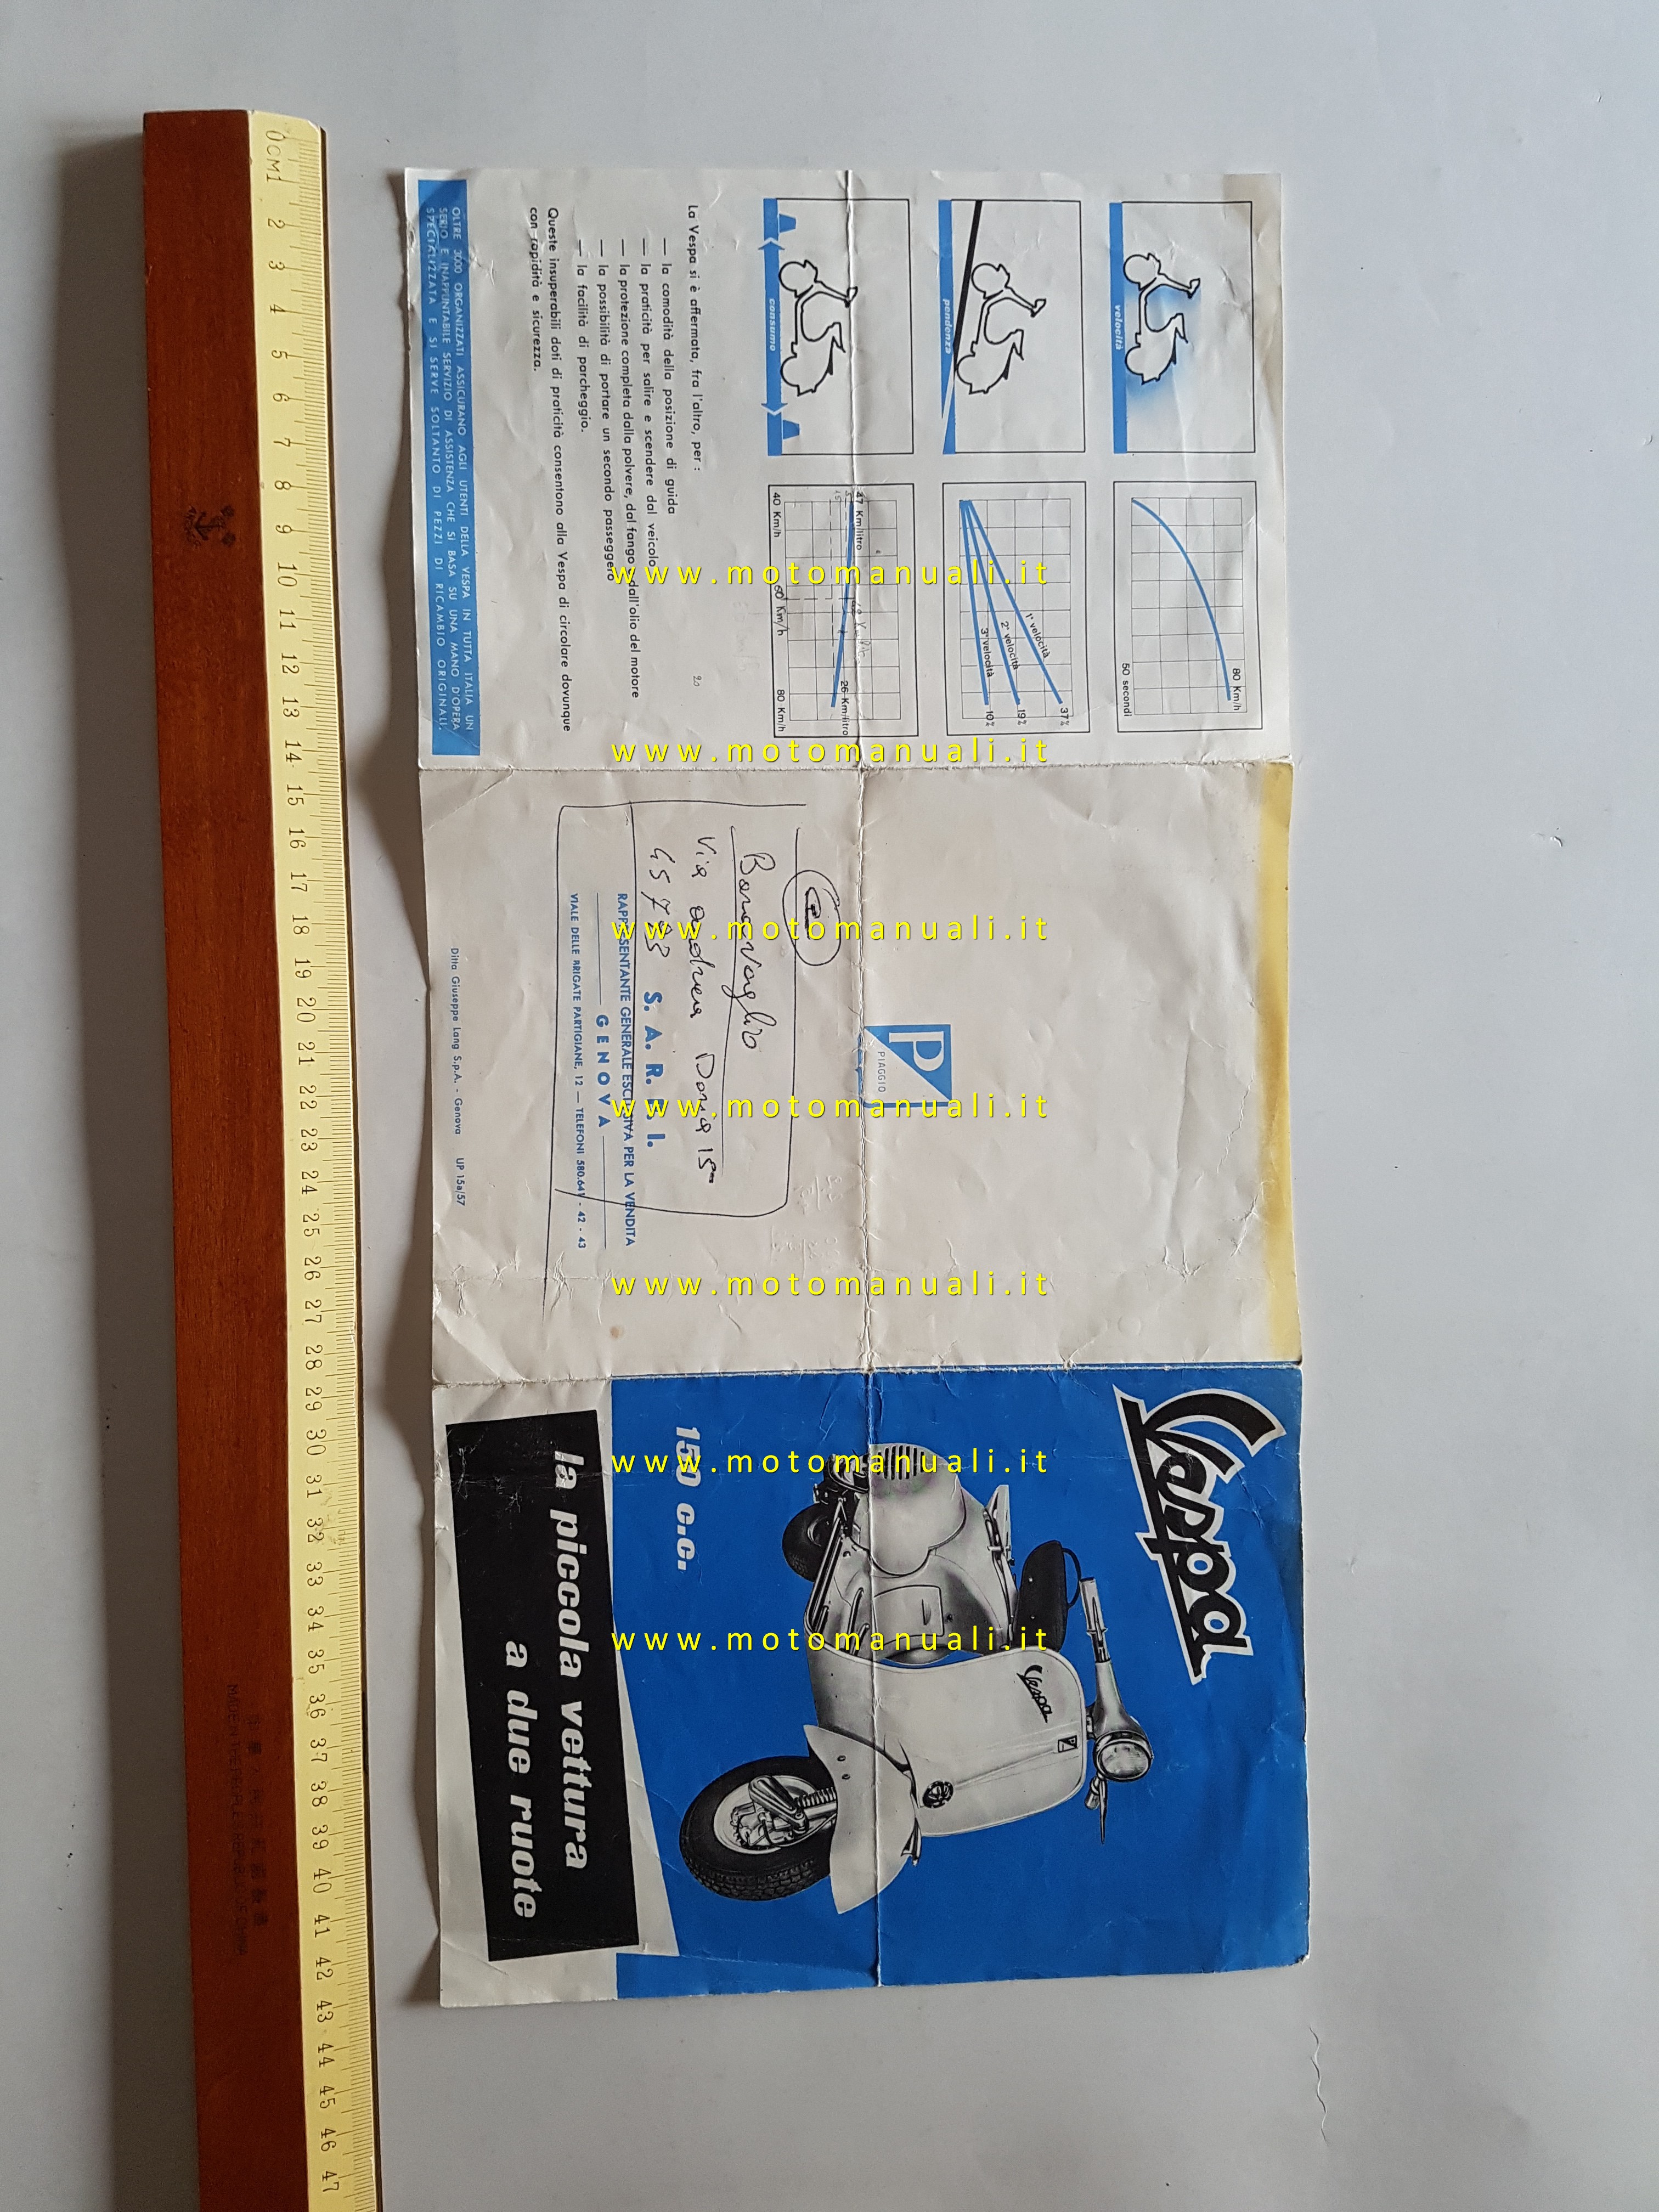 velocità
80 Km/h
50 secondi
pendenza
1ª velocità
2ª velocità
3ª velocità
37%
19%
10%
consumo
47 Km/litro
26 Km/litro
40 Km/h
60 Km/h
80 Km/h
La Vespa si è affermata, fra l'altro, per :
— la comodità della posizione di guida
— la praticità per salire e scendere dal veicolo
— la protezione completa dalla polvere, dal fango e dall'olio del motore
— la possibilità di portare un secondo passeggero
— la facilità di parcheggio.
Queste insuperabili doti di praticità consentono alla Vespa di circolare dovunque
con rapidità e sicurezza.
OLTRE 3000 ORGANIZZATI ASSICURANO AGLI UTENTI DELLA VESPA IN TUTTA ITALIA UN
SERIO E INAPPUNTABILE SERVIZIO DI ASSISTENZA CHE SI BASA SU UNA MANO D'OPERA
SPECIALIZZATA E SI SERVE SOLTANTO DI PEZZI DI RICAMBIO ORIGINALI.
P
PIAGGIO
Via Andrea Doria 15
S. A. R. B I.
RAPPRESENTANTE GENERALE ESCLUSIVA PER LA VENDITA
GENOVA
VIALE DELLE BRIGATE PARTIGIANE, 12 — TELEFONI 580.641 - 42 - 43
Ditta Giuseppe Lang S.p.A. - Genova UP 15a/57
Vespa
Vespa
150 c.c.
la piccola vettura
a due ruote
0CM1 2 3 4 5 6 7 8 9 10 11 12 13 14 15 16 17 18 19 20 21 22 23 24 25 26 27 28 29 30 31 32 33 34 35 36 37 38 39 40 41 42 43 44 45 46 47
www.motomanuali.it
www.motomanuali.it
www.motomanuali.it
www.motomanuali.it
www.motomanuali.it
www.motomanuali.it
www.motomanuali.it